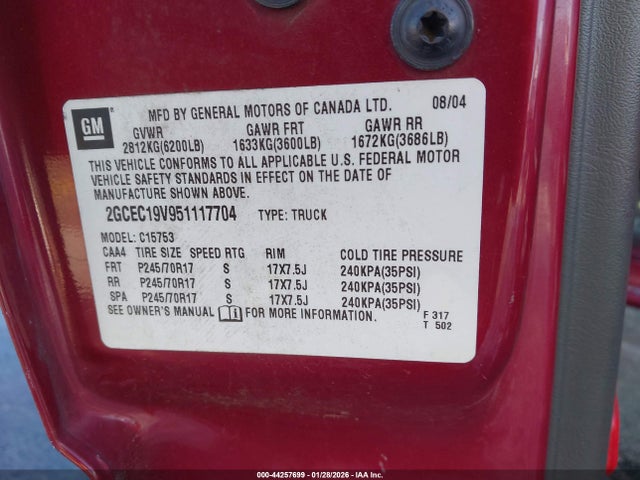 GM
MFD BY GENERAL MOTORS OF CANADA LTD. 08/04
GVWR GAWR FRT GAWR RR
2812KG(6200LB) 1633KG(3600LB) 1672KG(3686LB)
THIS VEHICLE CONFORMS TO ALL APPLICABLE U.S. FEDERAL MOTOR
VEHICLE SAFETY STANDARDS IN EFFECT ON THE DATE OF
MANUFACTURE SHOWN ABOVE.
2GCEC19V951117704 TYPE: TRUCK
MODEL: C15753
CAA4 TIRE SIZE SPEED RTG RIM COLD TIRE PRESSURE
FRT P245/70R17 S 17X7.5J 240KPA(35PSI)
RR P245/70R17 S 17X7.5J 240KPA(35PSI)
SPA P245/70R17 S 17X7.5J 240KPA(35PSI)
SEE OWNER'S MANUAL FOR MORE INFORMATION.
F 317
T 502
000-44257699 - 01/28/2026 - IAA Inc.